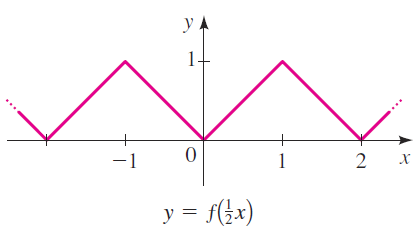 y
1
−1 0 1 2 x
y = f(½x)